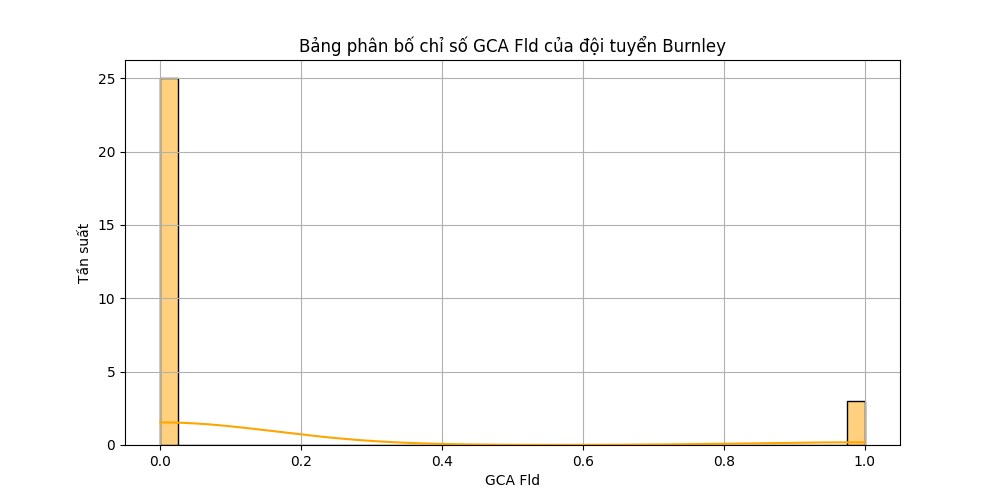 Bảng phân bố chỉ số GCA Fld của đội tuyển Burnley
25
20
15
10
5
0
Tần suất
0.0 0.2 0.4 0.6 0.8 1.0
GCA Fld